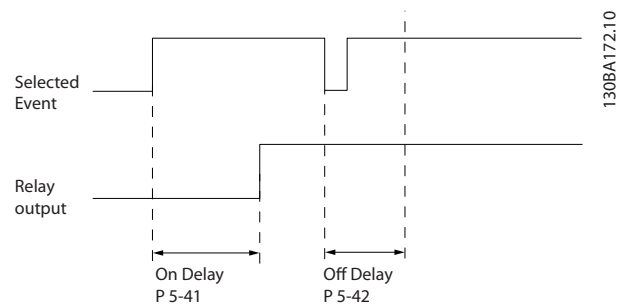 Selected
Event
Relay
output
On Delay
P 5-41
Off Delay
P 5-42
130BA172.10